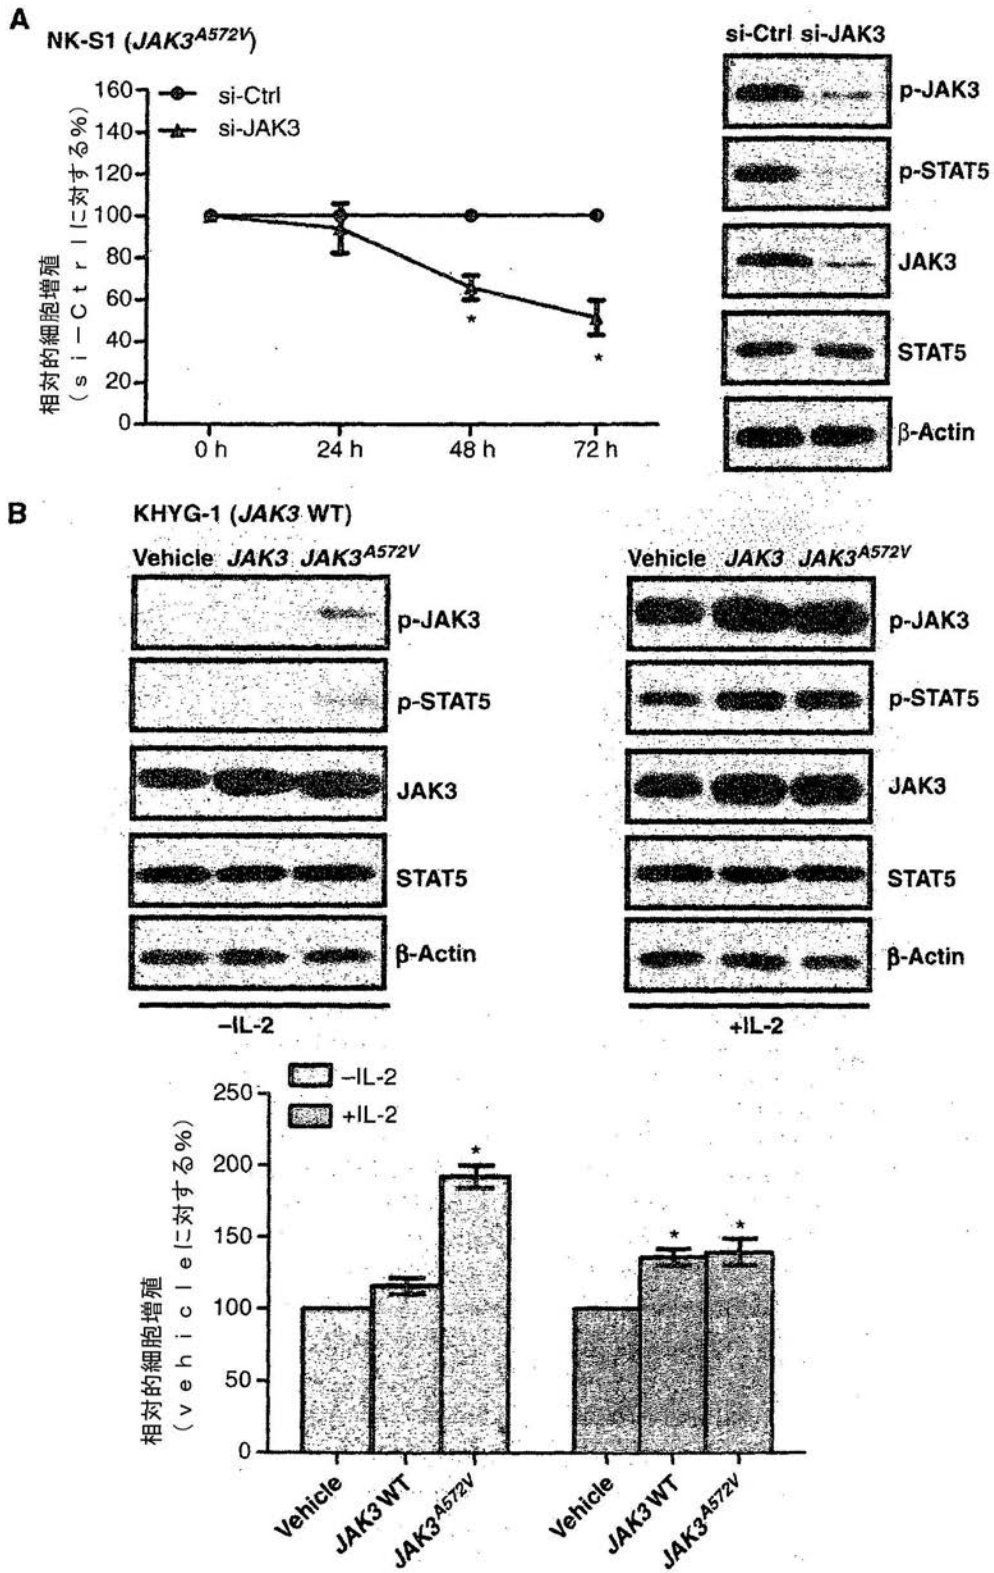 A
NK-S1 (JAK3A572V)
si-Ctrl
si-JAK3
相対的細胞増殖
(si-Ctrlに対する%)
160
140
120
100
80
60
40
20
0
*
*
0 h 24 h 48 h 72 h
si-Ctrl si-JAK3
p-JAK3
p-STAT5
JAK3
STAT5
β-Actin
B
KHYG-1 (JAK3 WT)
Vehicle JAK3 JAK3A572V
p-JAK3
p-STAT5
JAK3
STAT5
β-Actin
–IL-2
Vehicle JAK3 JAK3A572V
p-JAK3
p-STAT5
JAK3
STAT5
β-Actin
+IL-2
–IL-2
+IL-2
相対的細胞増殖
(vehicleに対する%)
250
200
150
100
50
0
*
*
*
Vehicle
JAK3 WT
JAK3A572V
Vehicle
JAK3 WT
JAK3A572V